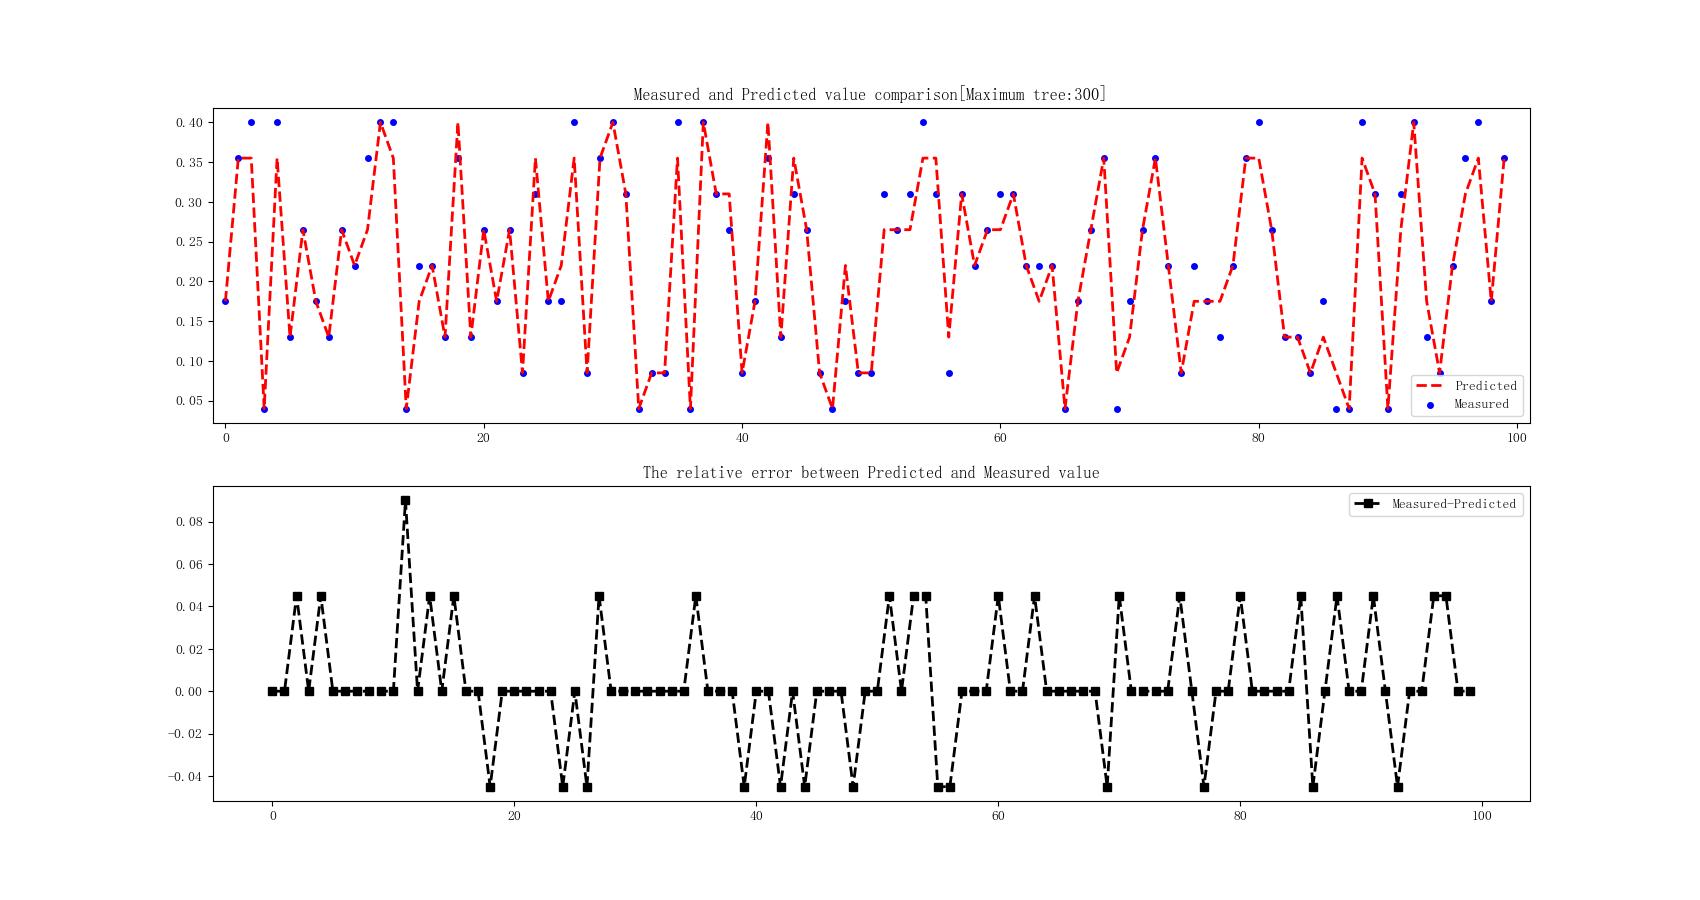 Measured and Predicted value comparison[Maximum tree:300]
0.40
0.35
0.30
0.25
0.20
0.15
0.10
0.05
Predicted
Measured
0 20 40 60 80 100
The relative error between Predicted and Measured value
Measured-Predicted
0.08
0.06
0.04
0.02
0.00
-0.02
-0.04
0 20 40 60 80 100